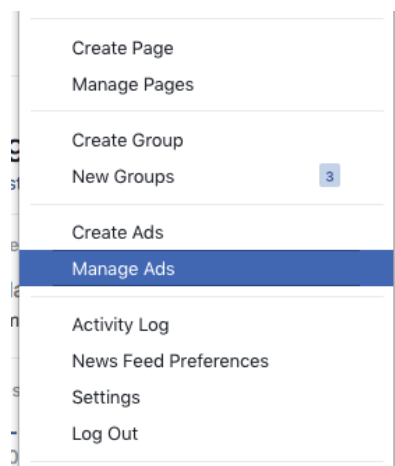 Create Page
Manage Pages
Create Group
New Groups 3
Create Ads
Manage Ads
Activity Log
News Feed Preferences
Settings
Log Out